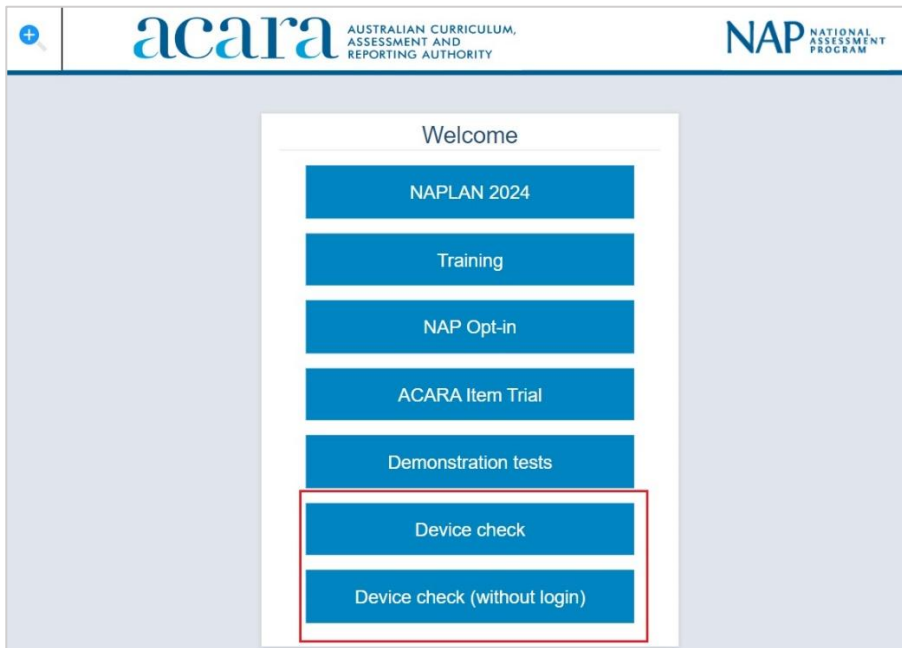 acara
AUSTRALIAN CURRICULUM,
ASSESSMENT AND
REPORTING AUTHORITY
NAP
NATIONAL
ASSESSMENT
PROGRAM
Welcome
NAPLAN 2024
Training
NAP Opt-in
ACARA Item Trial
Demonstration tests
Device check
Device check (without login)